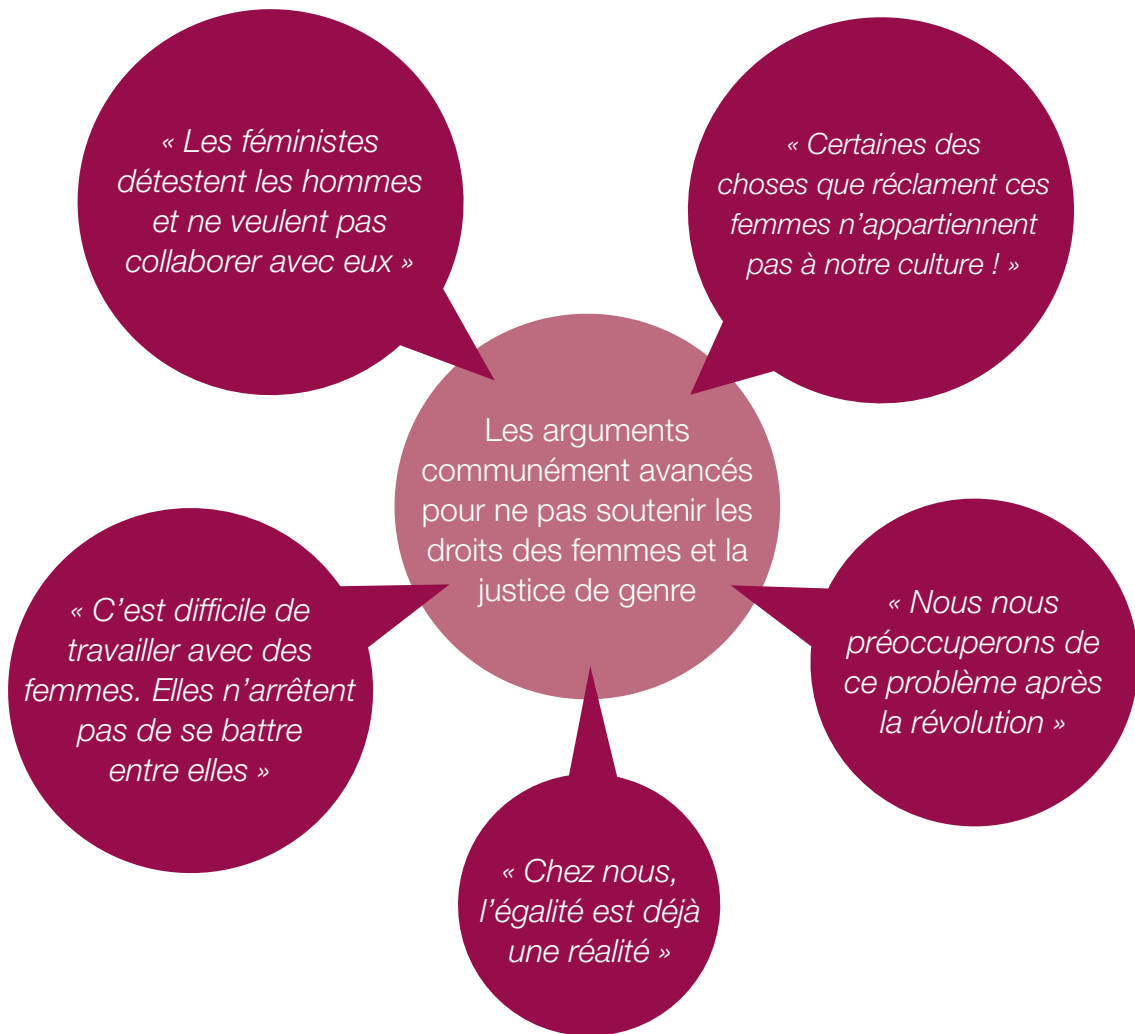 « Les féministes
détestent les hommes
et ne veulent pas
collaborer avec eux »
« Certaines des
choses que réclament ces
femmes n’appartiennent
pas à notre culture ! »
Les arguments
communément avancés
pour ne pas soutenir les
droits des femmes et la
justice de genre
« C’est difficile de
travailler avec des
femmes. Elles n’arrêtent
pas de se battre
entre elles »
« Nous nous
préoccuperons de
ce problème après
la révolution »
« Chez nous,
l’égalité est déjà
une réalité »